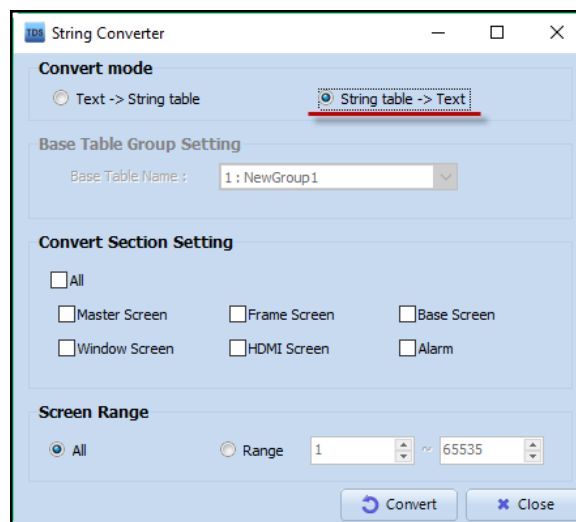 TDS String Converter
Convert mode
Text -> String table String table -> Text
Base Table Group Setting
Base Table Name : 1 : NewGroup1
Convert Section Setting
All
Master Screen Frame Screen Base Screen
Window Screen HDMI Screen Alarm
Screen Range
All Range 1 ~ 65535
Convert Close